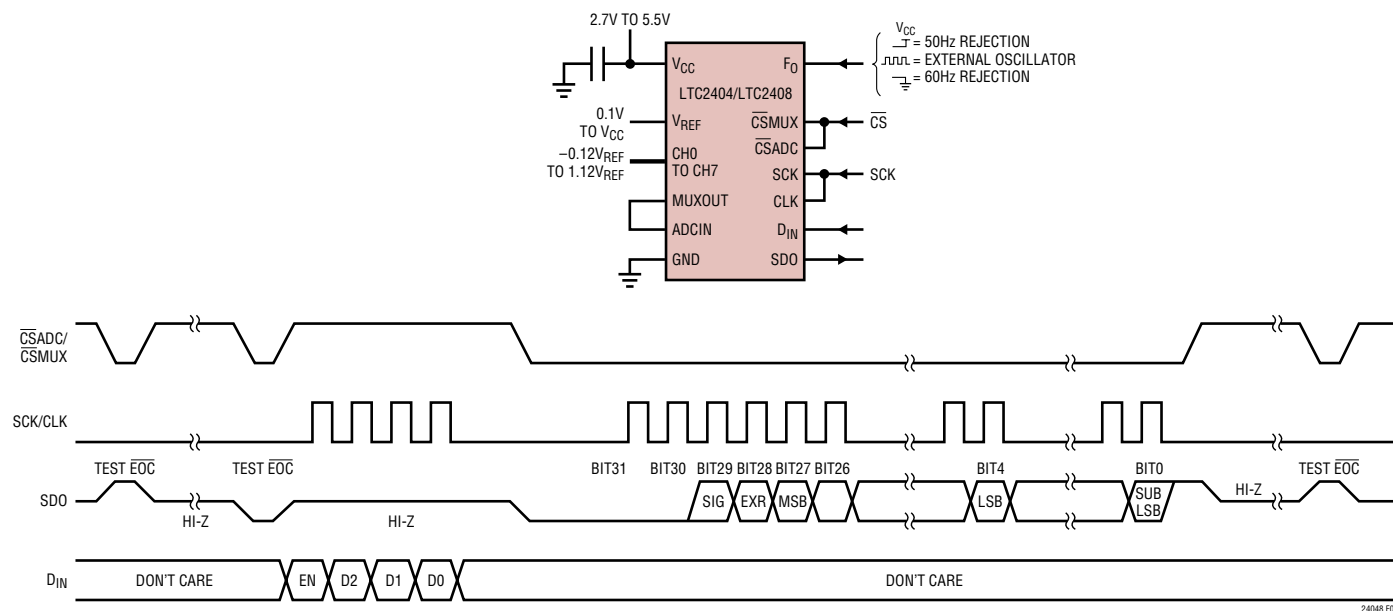 2.7V TO 5.5V
VCC
FO
LTC2404/LTC2408
VREF
CSMUX
CSADC
CH0
TO CH7
SCK
CLK
MUXOUT
ADCIN
DIN
GND
SDO
0.1V
TO VCC
–0.12VREF
TO 1.12VREF
VCC
= 50Hz REJECTION
= EXTERNAL OSCILLATOR
= 60Hz REJECTION
CS
SCK
CSADC/
CSMUX
SCK/CLK
TEST EOC
TEST EOC
BIT31
BIT30
BIT29
BIT28
BIT27
BIT26
BIT4
BIT0
TEST EOC
SDO
HI-Z
HI-Z
SIG
EXR
MSB
LSB
SUB
LSB
HI-Z
DIN
DON'T CARE
EN
D2
D1
D0
DON'T CARE